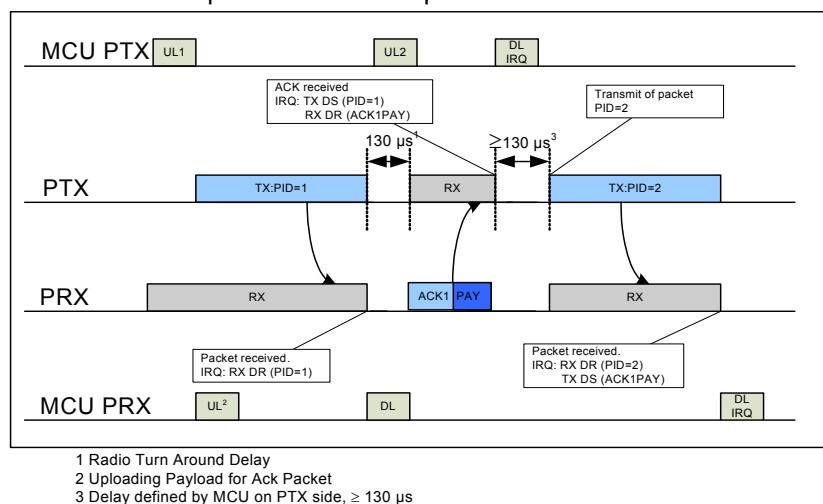 MCU PTX
UL1
UL2
DL
IRQ
ACK received
IRQ: TX DS (PID=1)
RX DR (ACK1PAY)
Transmit of packet
PID=2
130 µs1
≥130 µs3
PTX
TX:PID=1
RX
TX:PID=2
PRX
RX
ACK1 PAY
RX
Packet received.
IRQ: RX DR (PID=1)
Packet received.
IRQ: RX DR (PID=2)
TX DS (ACK1PAY)
MCU PRX
UL2
DL
DL
IRQ
1 Radio Turn Around Delay
2 Uploading Payload for Ack Packet
3 Delay defined by MCU on PTX side, ≥ 130 µs